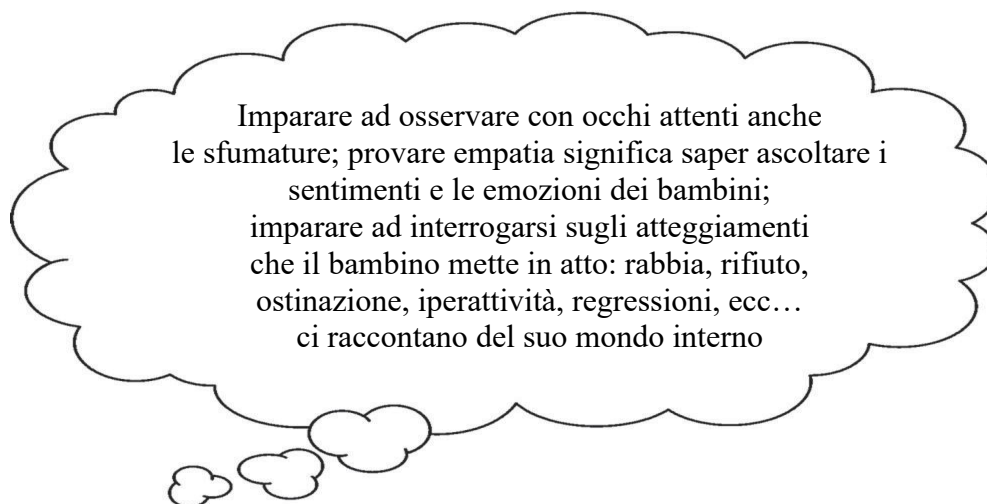 Imparare ad osservare con occhi attenti anche
le sfumature; provare empatia significa saper ascoltare i
sentimenti e le emozioni dei bambini;
imparare ad interrogarsi sugli atteggiamenti
che il bambino mette in atto: rabbia, rifiuto,
ostinazione, iperattività, regressioni, ecc…
ci raccontano del suo mondo interno